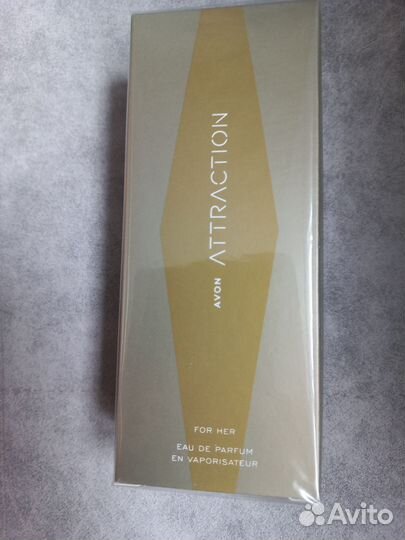 AVON ATTRACTION
FOR HER
EAU DE PARFUM
EN VAPORISATEUR
Avito